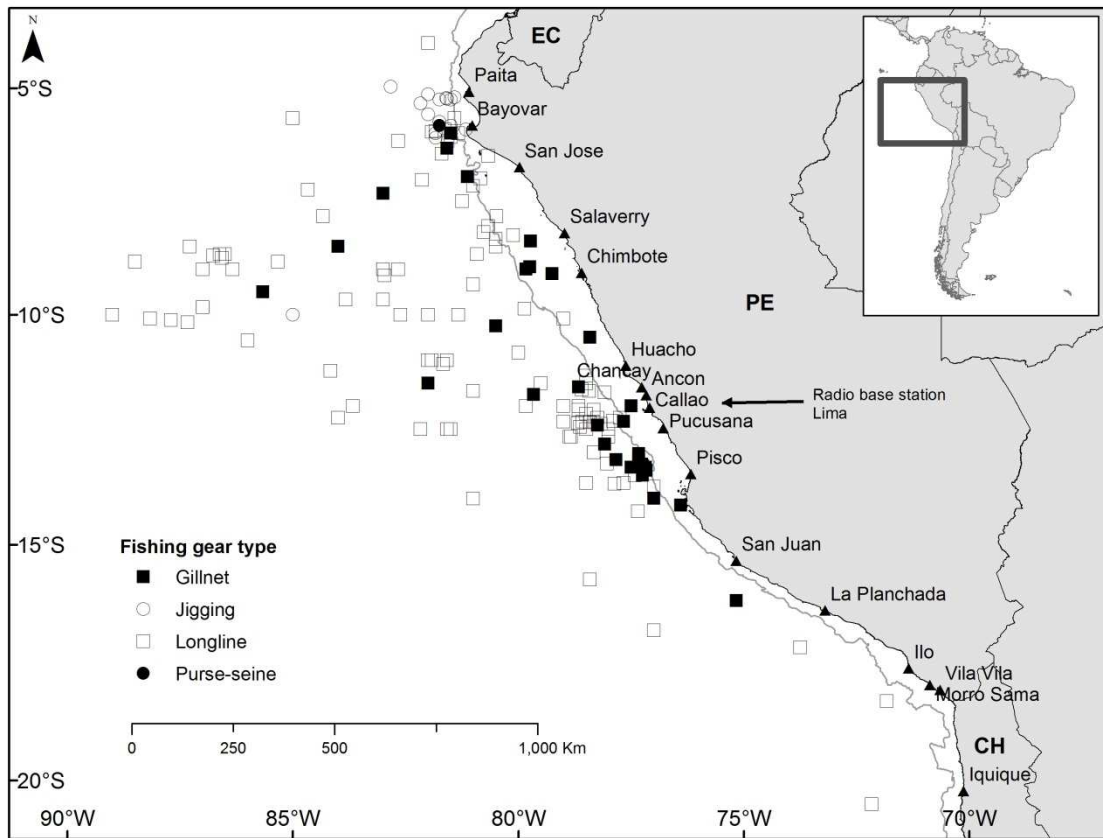 N
EC
5°S
Paita
Bayovar
San Jose
Salaverry
Chimbote
PE
10°S
Huacho
Chancay
Ancon
Callao
Radio base station
Lima
Pucusana
Pisco
15°S
San Juan
Fishing gear type
Gillnet
La Planchada
Jigging
Longline
Ilo
Purse-seine
Vila Vila
Morro Sama
0 250 500 1,000 Km
CH
Iquique
20°S
90°W 85°W 80°W 75°W 70°W